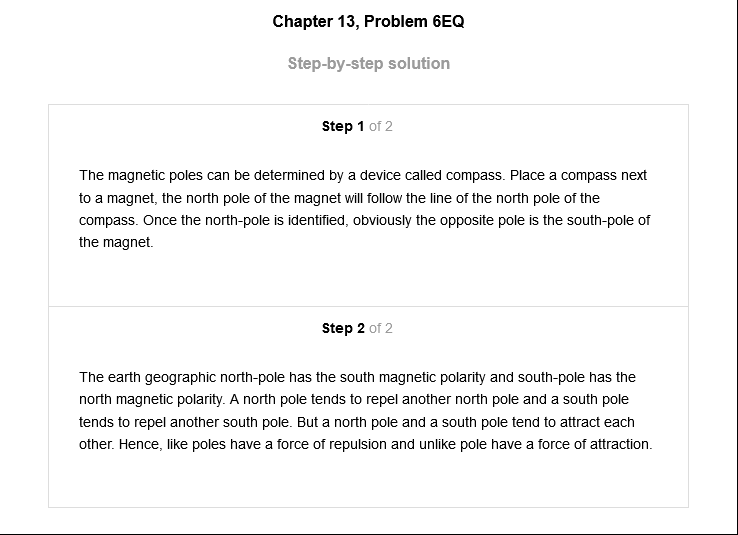 Chapter 13, Problem 6EQ
Step-by-step solution
Step 1 of 2
The magnetic poles can be determined by a device called compass. Place a compass next
to a magnet, the north pole of the magnet will follow the line of the north pole of the
compass. Once the north-pole is identified, obviously the opposite pole is the south-pole of
the magnet.
Step 2 of 2
The earth geographic north-pole has the south magnetic polarity and south-pole has the
north magnetic polarity. A north pole tends to repel another north pole and a south pole
tends to repel another south pole. But a north pole and a south pole tend to attract each
other. Hence, like poles have a force of repulsion and unlike pole have a force of attraction.